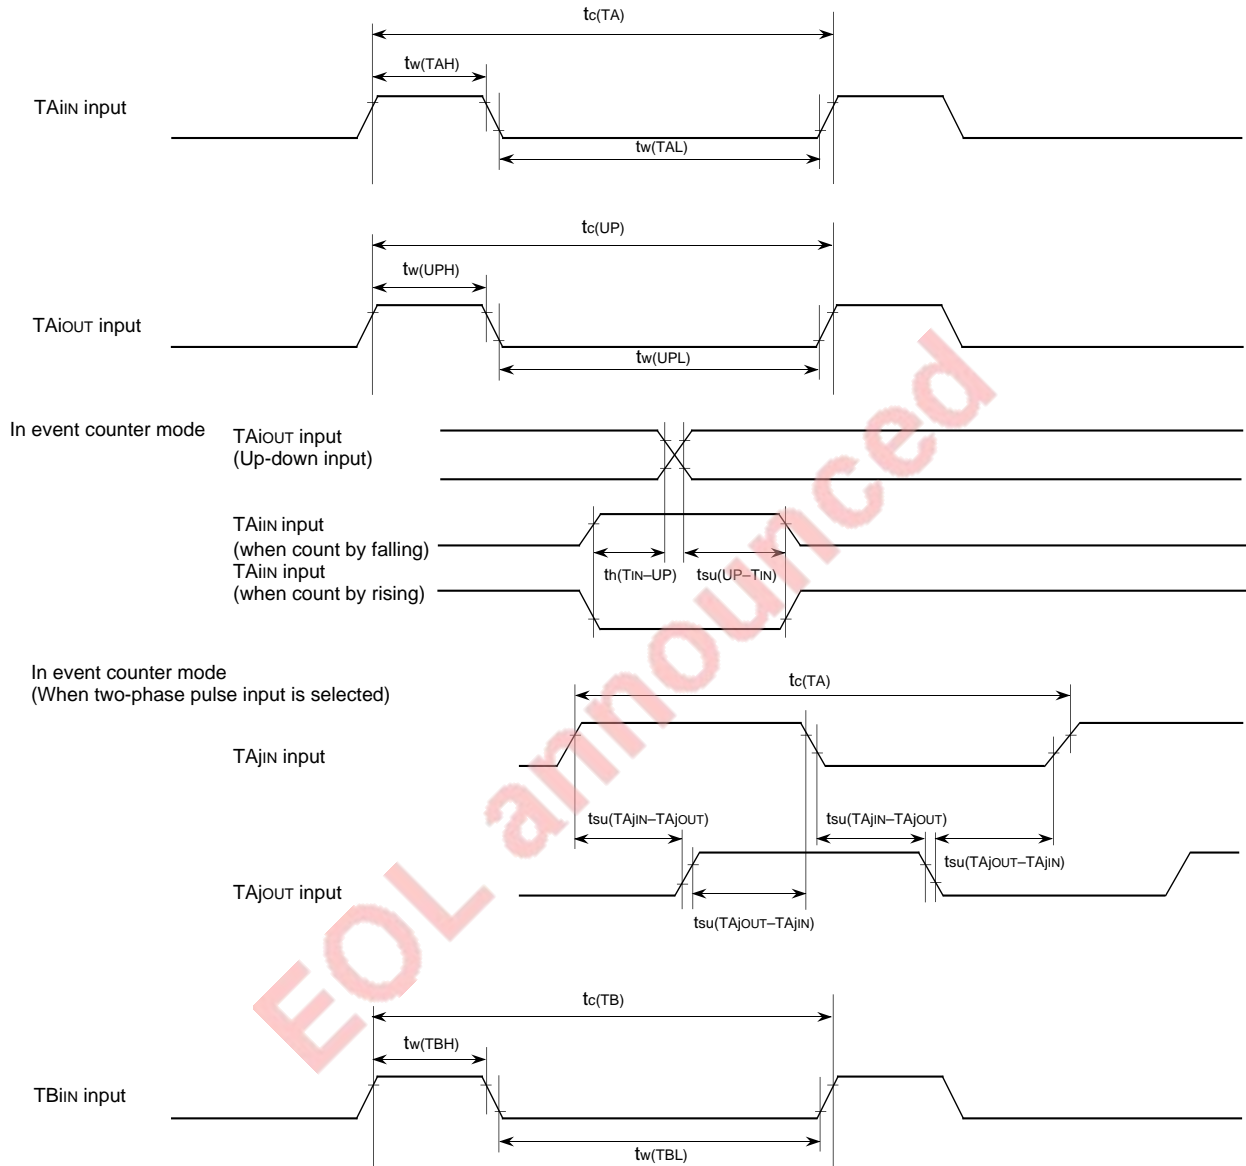 tc(TA)
tw(TAH)
TAiIN input
tw(TAL)
tc(UP)
tw(UPH)
TAiOUT input
tw(UPL)
In event counter mode
TAiOUT input
(Up-down input)
TAiIN input
(when count by falling)
th(TIN–UP) tsu(UP–TIN)
TAiIN input
(when count by rising)
In event counter mode
(When two-phase pulse input is selected)
tc(TA)
TAjIN input
tsu(TAjIN–TAjOUT) tsu(TAjIN–TAjOUT)
tsu(TAjOUT–TAjIN)
TAjOUT input
tsu(TAjOUT–TAjIN)
tc(TB)
tw(TBH)
TBiIN input
tw(TBL)
EOL announced